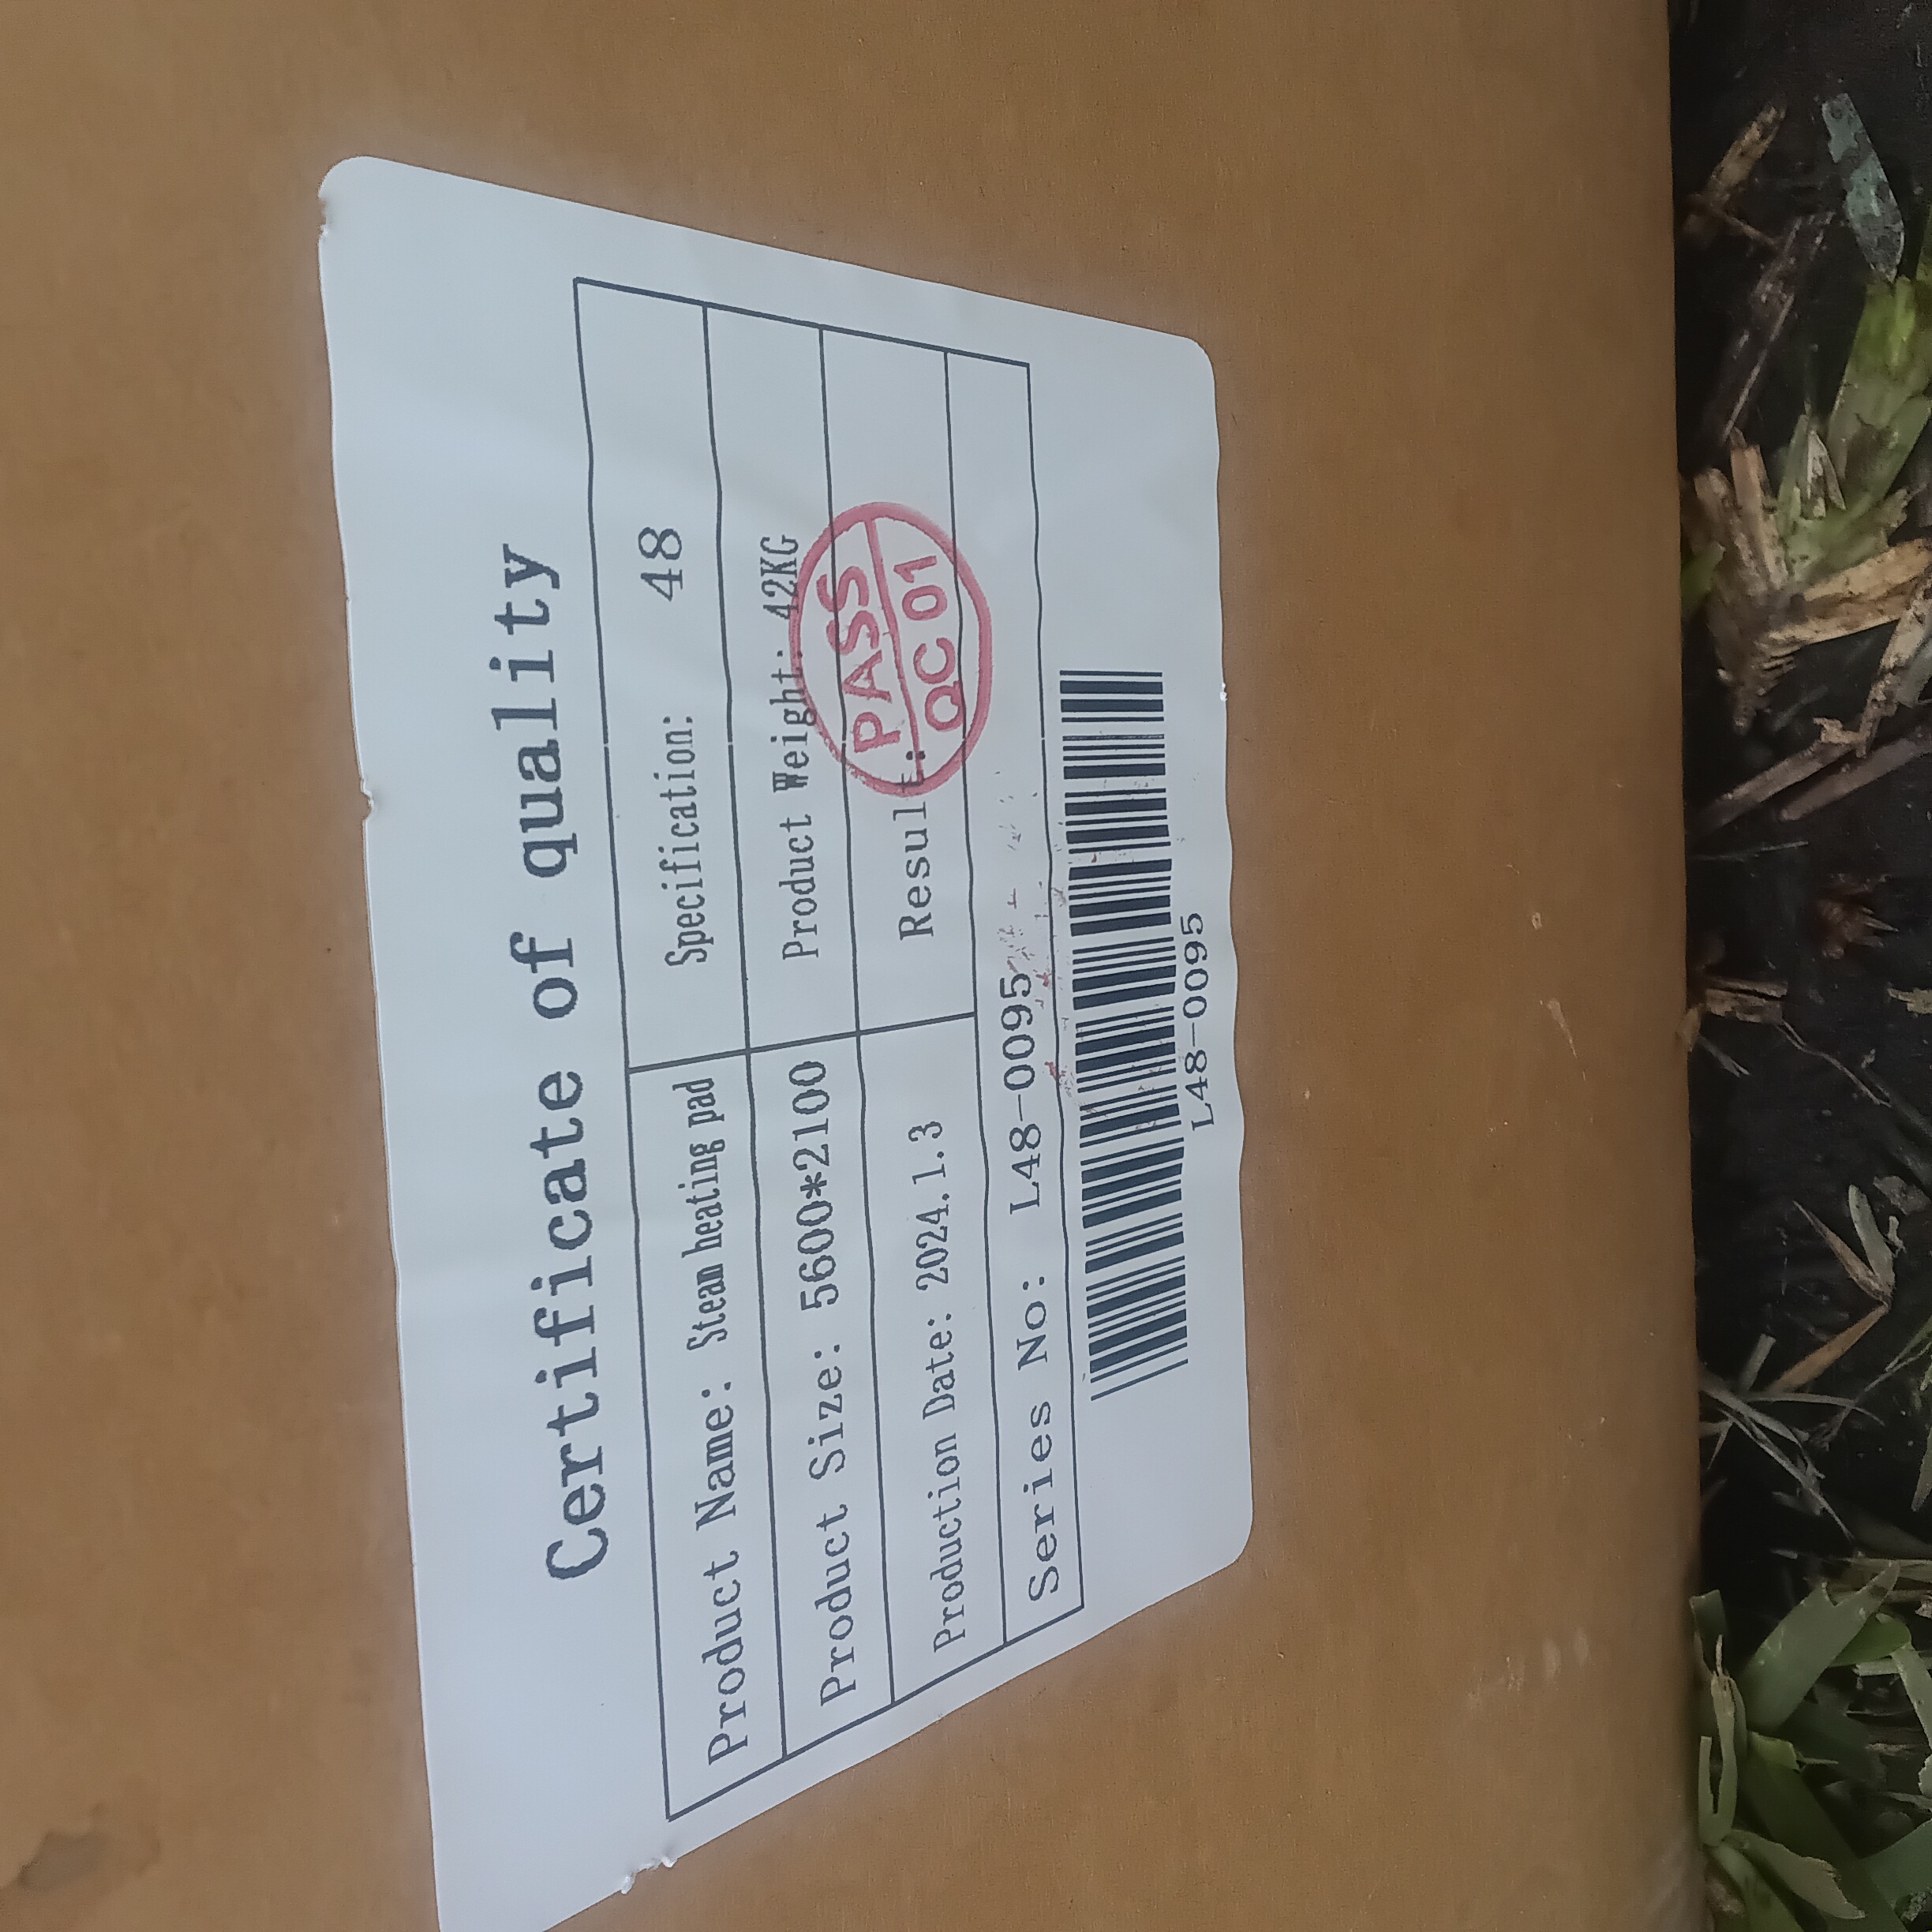 Certificate of quality
Product Name: Steam heating pad
Specification: 48
Product Size: 5600*2100
Product Weight: 42KG
Production Date: 2024.1.3
Result:
PASS
QC 01
Series No: L48-0095
L48-0095